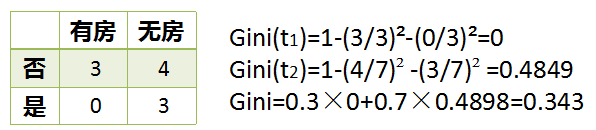 有房 无房
否 3 4
是 0 3
Gini(t₁)=1-(3/3)²-(0/3)²=0
Gini(t₂)=1-(4/7)² -(3/7)² =0.4849
Gini=0.3×0+0.7×0.4898=0.343